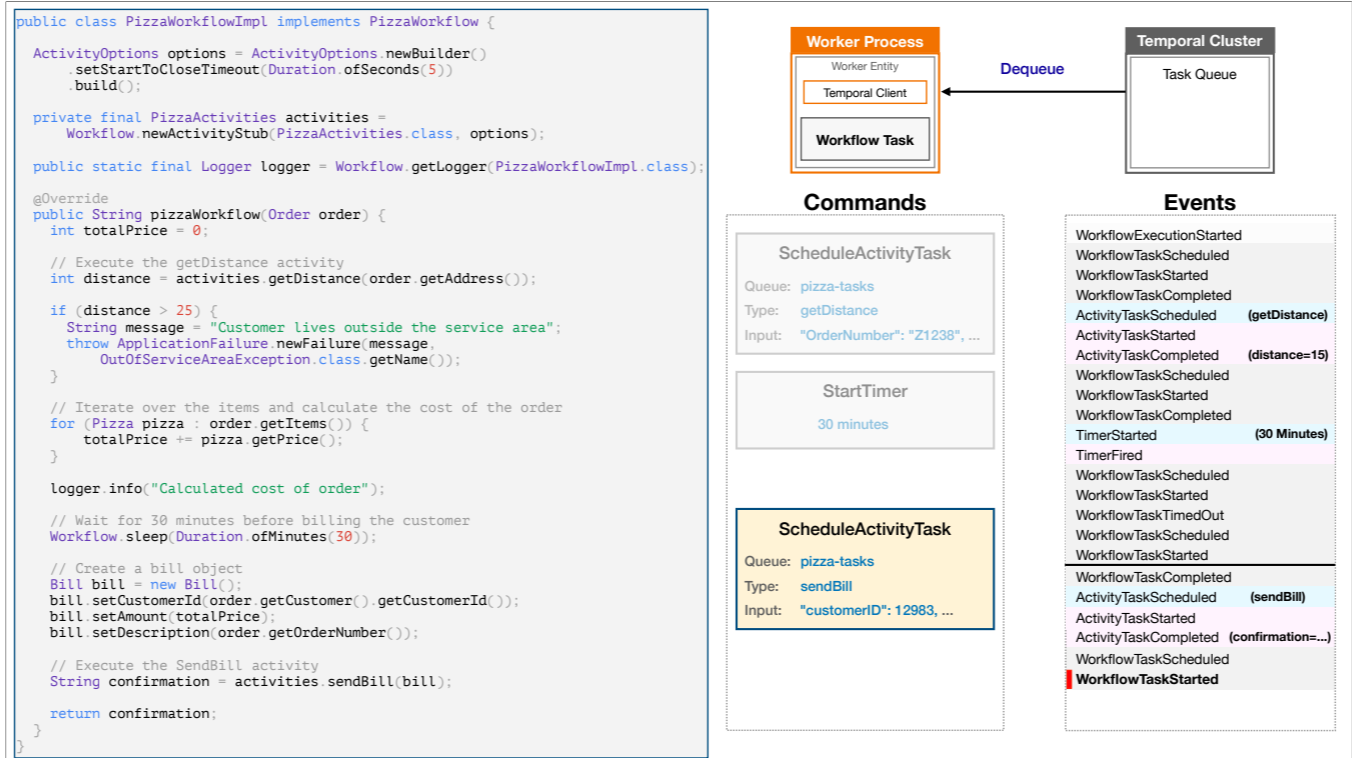 public class PizzaWorkflowImpl implements PizzaWorkflow {
ActivityOptions options = ActivityOptions.newBuilder()
.setStartToCloseTimeout(Duration.ofSeconds(5))
.build();
private final PizzaActivities activities =
Workflow.newActivityStub(PizzaActivities.class, options);
public static final Logger logger = Workflow.getLogger(PizzaWorkflowImpl.class);
@Override
public String pizzaWorkflow(Order order) {
int totalPrice = 0;
// Execute the getDistance activity
int distance = activities.getDistance(order.getAddress());
if (distance > 25) {
String message = "Customer lives outside the service area";
throw ApplicationFailure.newFailure(message,
OutOfServiceAreaException.class.getName());
}
// Iterate over the items and calculate the cost of the order
for (Pizza pizza : order.getItems()) {
totalPrice += pizza.getPrice();
}
logger.info("Calculated cost of order");
// Wait for 30 minutes before billing the customer
Workflow.sleep(Duration.ofMinutes(30));
// Create a bill object
Bill bill = new Bill();
bill.setCustomerId(order.getCustomer().getCustomerId());
bill.setAmount(totalPrice);
bill.setDescription(order.getOrderNumber());
// Execute the SendBill activity
String confirmation = activities.sendBill(bill);
return confirmation;
}
}
Worker Process
Worker Entity
Temporal Client
Workflow Task
Dequeue
Temporal Cluster
Task Queue
Commands
ScheduleActivityTask
Queue: pizza-tasks
Type: getDistance
Input: "OrderNumber": "Z1238", ...
StartTimer
30 minutes
ScheduleActivityTask
Queue: pizza-tasks
Type: sendBill
Input: "customerID": 12983, ...
Events
WorkflowExecutionStarted
WorkflowTaskScheduled
WorkflowTaskStarted
WorkflowTaskCompleted
ActivityTaskScheduled (getDistance)
ActivityTaskStarted
ActivityTaskCompleted (distance=15)
WorkflowTaskScheduled
WorkflowTaskStarted
WorkflowTaskCompleted
TimerStarted (30 Minutes)
TimerFired
WorkflowTaskScheduled
WorkflowTaskStarted
WorkflowTaskTimedOut
WorkflowTaskScheduled
WorkflowTaskStarted
WorkflowTaskCompleted
ActivityTaskScheduled (sendBill)
ActivityTaskStarted
ActivityTaskCompleted (confirmation=...)
WorkflowTaskScheduled
WorkflowTaskStarted